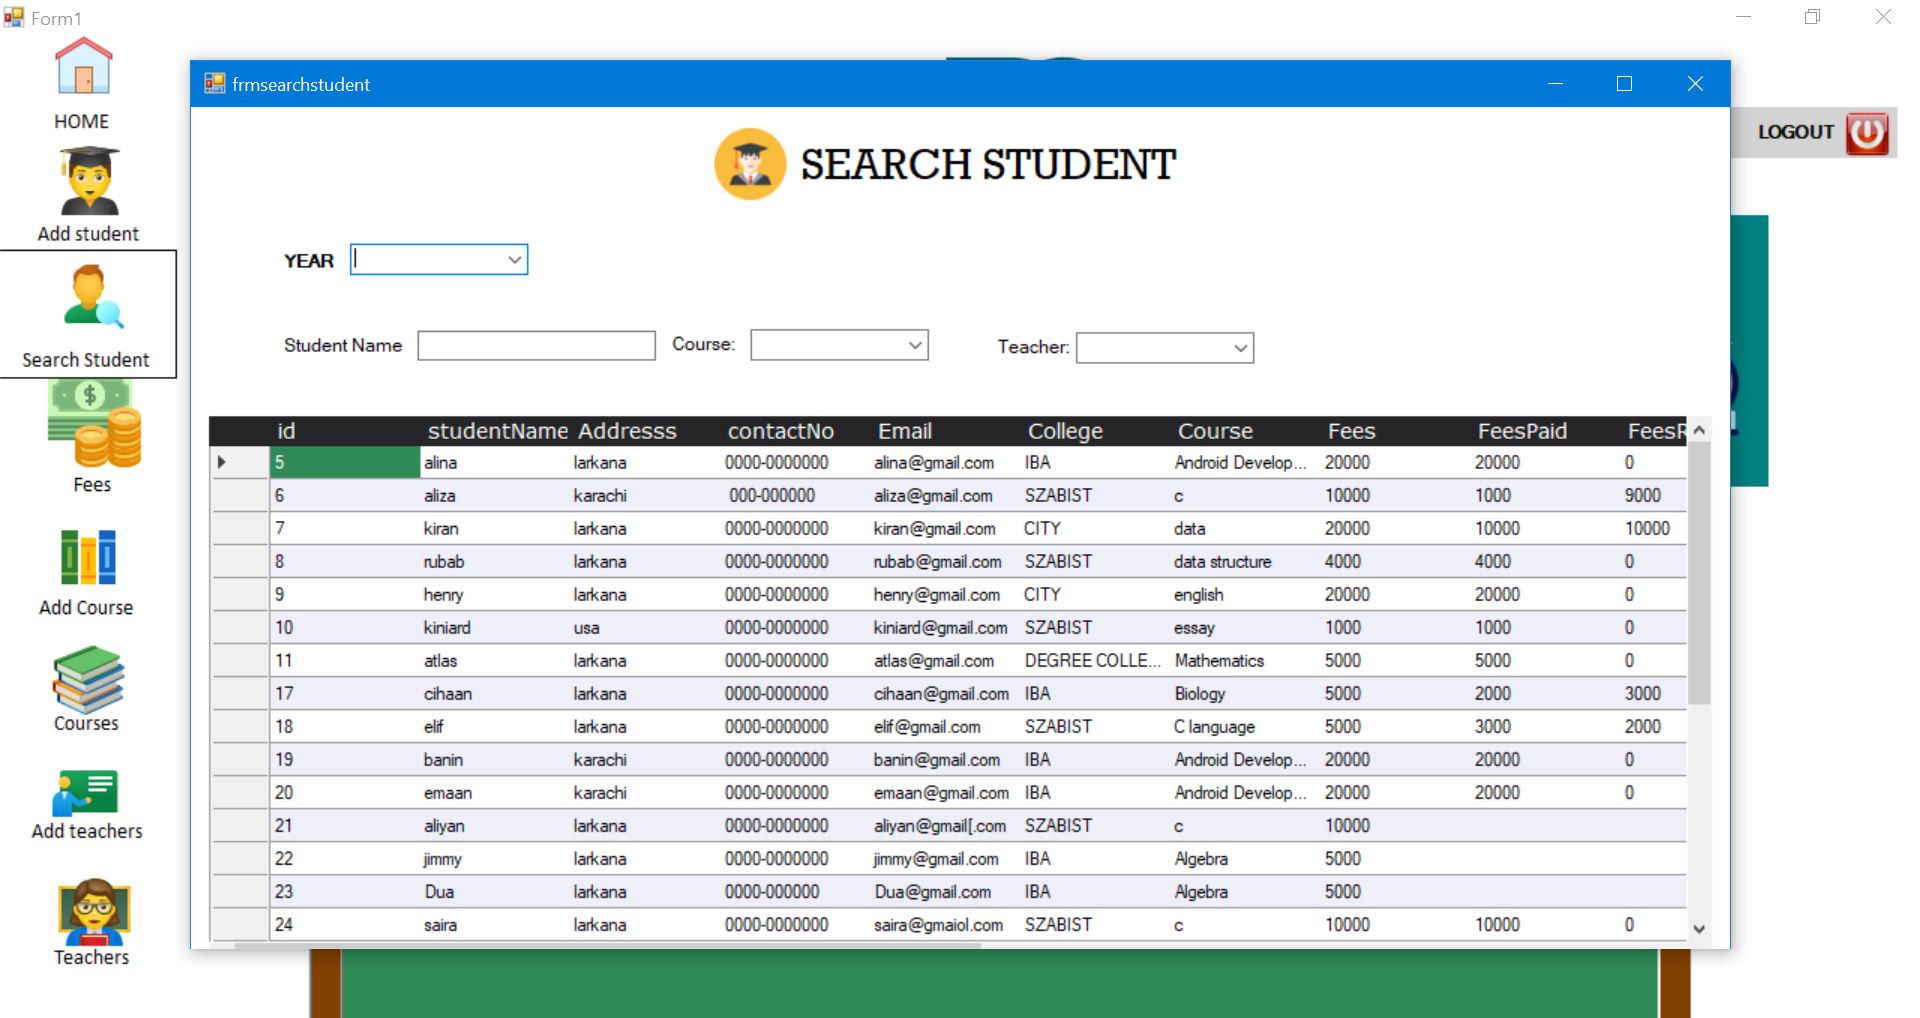 Form1
HOME
Add student
Search Student
Fees
Add Course
Courses
Add teachers
Teachers
frmsearchstudent
LOGOUT
SEARCH STUDENT
YEAR
Student Name Course: Teacher:
id studentName Addresss contactNo Email College Course Fees FeesPaid FeesR
5 alina larkana 0000-0000000 alina@gmail.com IBA Android Develop... 20000 20000 0
6 aliza karachi 000-000000 aliza@gmail.com SZABIST c 10000 1000 9000
7 kiran larkana 0000-0000000 kiran@gmail.com CITY data 20000 10000 10000
8 rubab larkana 0000-0000000 rubab@gmail.com SZABIST data structure 4000 4000 0
9 henry larkana 0000-0000000 henry@gmail.com CITY english 20000 20000 0
10 kiniard usa 0000-0000000 kiniard@gmail.com SZABIST essay 1000 1000 0
11 atlas larkana 0000-0000000 atlas@gmail.com DEGREE COLLE... Mathematics 5000 5000 0
17 cihaan larkana 0000-0000000 cihaan@gmail.com IBA Biology 5000 2000 3000
18 elif larkana 0000-0000000 elif@gmail.com SZABIST C language 5000 3000 2000
19 banin karachi 0000-0000000 banin@gmail.com IBA Android Develop... 20000 20000 0
20 emaan karachi 0000-0000000 emaan@gmail.com IBA Android Develop... 20000 20000 0
21 aliyan larkana 0000-0000000 aliyan@gmail[.com SZABIST c 10000
22 jimmy larkana 0000-0000000 jimmy@gmail.com IBA Algebra 5000
23 Dua larkana 0000-000000 Dua@gmail.com IBA Algebra 5000
24 saira larkana 0000-0000000 saira@gmaiol.com SZABIST c 10000 10000 0